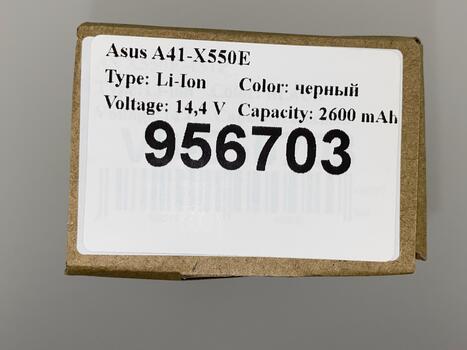 Asus A41-X550E
Type: Li-Ion Color: черный
Voltage: 14,4 V Capacity: 2600 mAh
956703